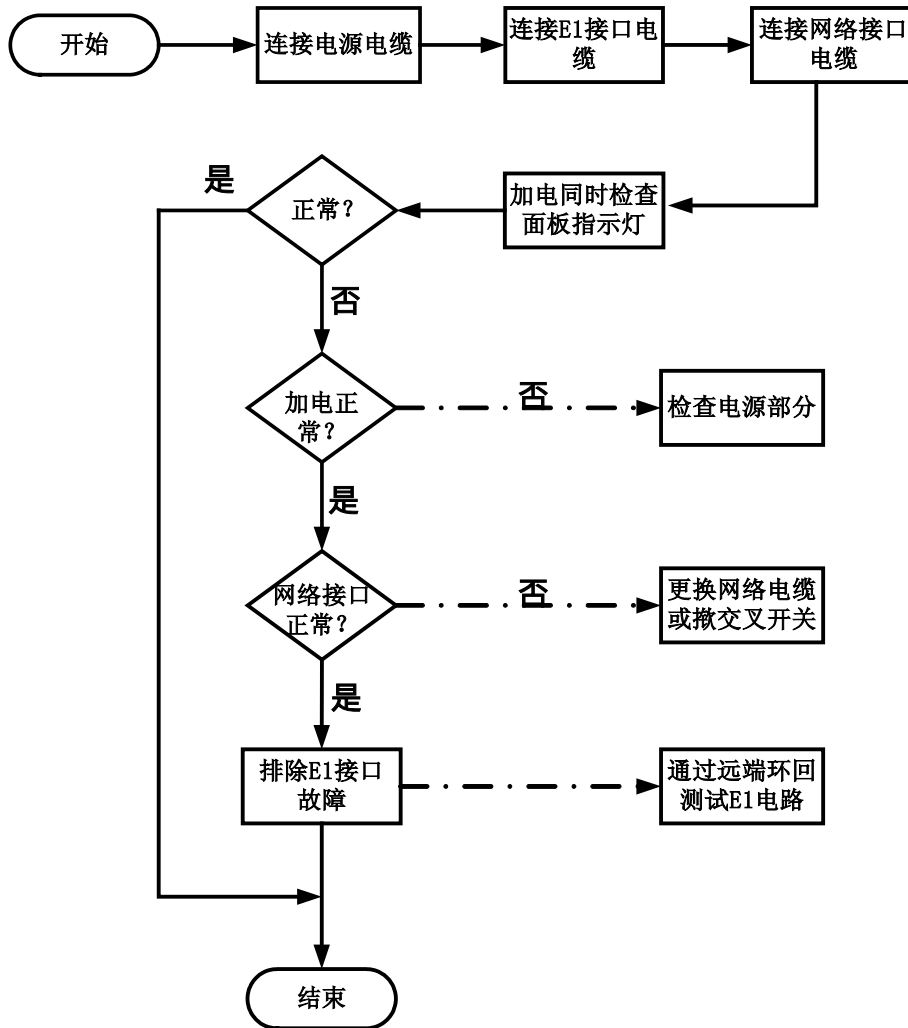 开始
连接电源电缆
连接E1接口电
缆
连接网络接口
电缆
是
正常？
加电同时检查
面板指示灯
否
加电正
常？
否
检查电源部分
是
网络接口
正常？
否
更换网络电缆
或揿交叉开关
是
排除E1接口
故障
通过远端环回
测试E1电路
结束